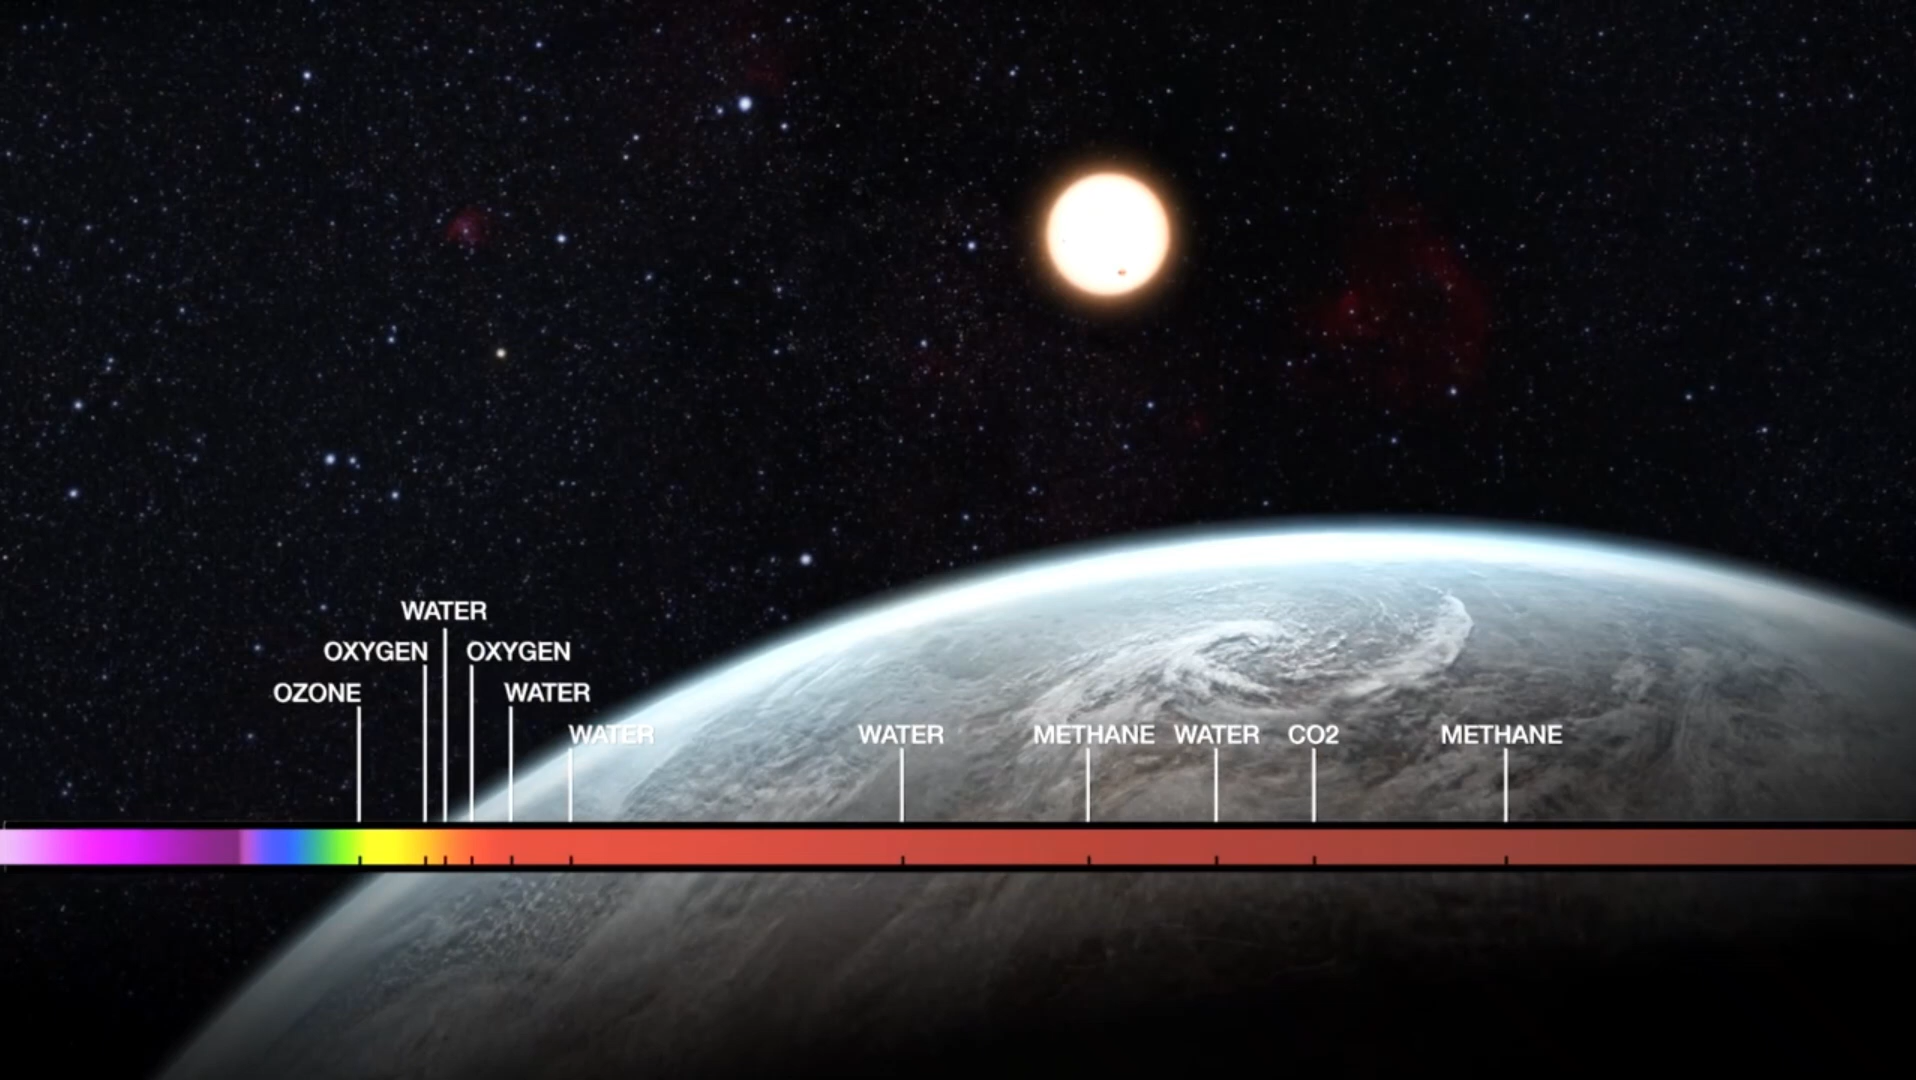 WATER
OXYGEN OXYGEN
OZONE WATER
WATER WATER METHANE WATER CO2 METHANE